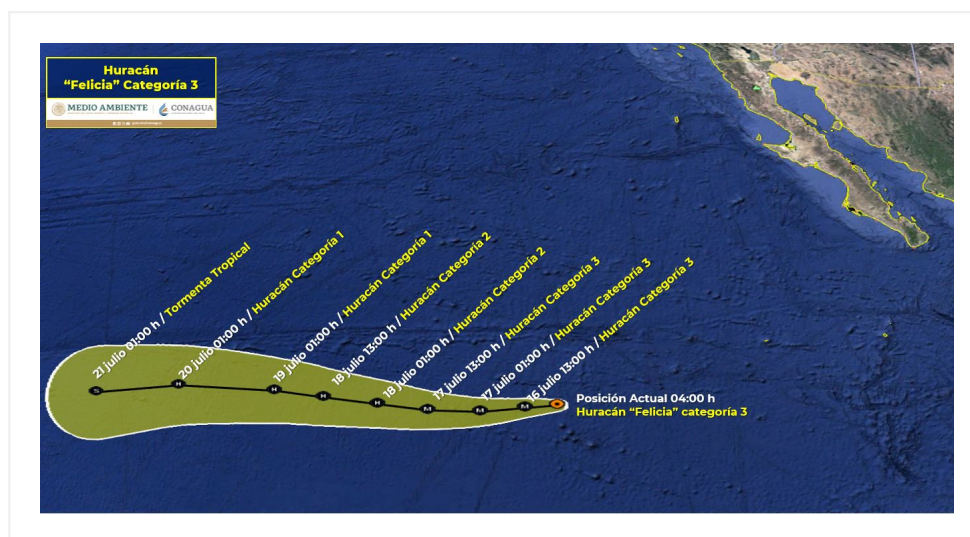 Huracán
“Felicia” Categoría 3
MEDIO AMBIENTE
CONAGUA
21 julio 01:00 h / Tormenta Tropical
20 julio 01:00 h / Huracán Categoría 1
19 julio 01:00 h / Huracán Categoría 1
18 julio 13:00 h / Huracán Categoría 2
18 julio 01:00 h / Huracán Categoría 2
17 julio 13:00 h / Huracán Categoría 3
17 julio 01:00 h / Huracán Categoría 3
16 julio 13:00 h / Huracán Categoría 3
S
H
H
H
H
M
M
M
Posición Actual 04:00 h
Huracán “Felicia” categoría 3